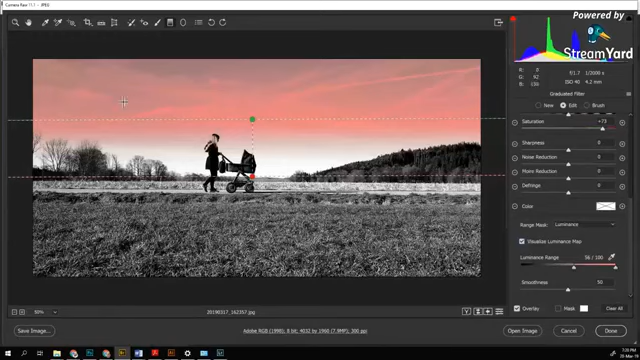 Camera Raw 11.1 - JPEG
Powered by
StreamYard
R:
G:
B:
f/1.7 1/2000 s
ISO 40 4.2 mm
Graduated Filter
New Edit Brush
Saturation +73
Sharpness 0
Noise Reduction 0
Moire Reduction 0
Defringe 0
Color
Range Mask: Luminance
Visualise Luminance Map
Luminance Range 56 / 100
Smoothness 50
Overlay Mask Clear All
50%
20190317_162357.jpg
Y
Save Image...
Adobe RGB (1998); 8 bit; 4032 by 1960 (7.9MP); 300 ppi
Open Image Cancel Done